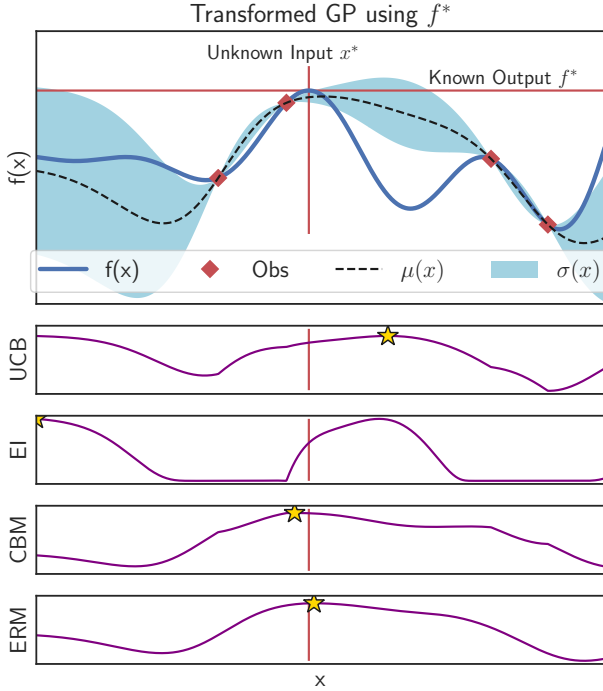 Transformed GP using f*
Unknown Input x*
Known Output f*
f(x)
f(x) Obs μ(x) σ(x)
UCB
EI
CBM
ERM
x